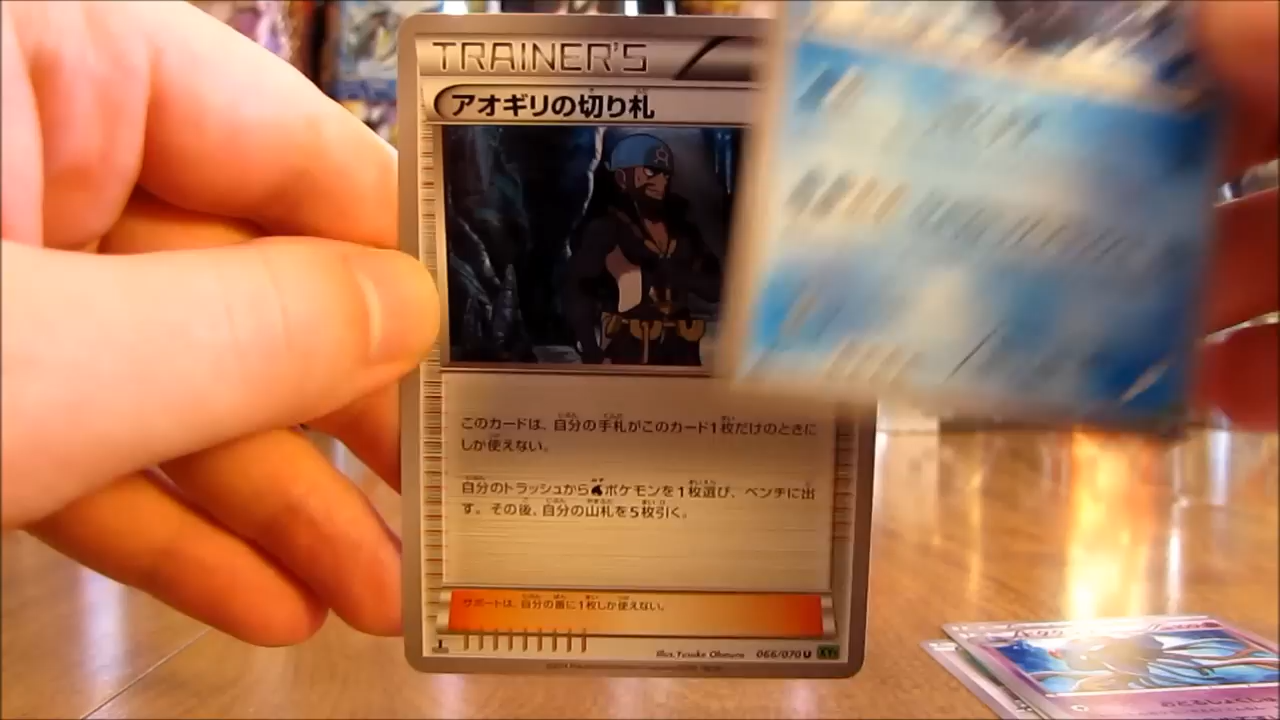 TRAINER'S
アオギリの切り札
このカードは、自分の手札がこのカード1枚だけのときに
しか使えない。
自分のトラッシュから ポケモンを1枚選び、ベンチに出
す。その後、自分の山札を5枚引く。
サポートは、自分の番に1枚しか使えない。
Illus. Yusuke Ohmura 066/070 U XY5